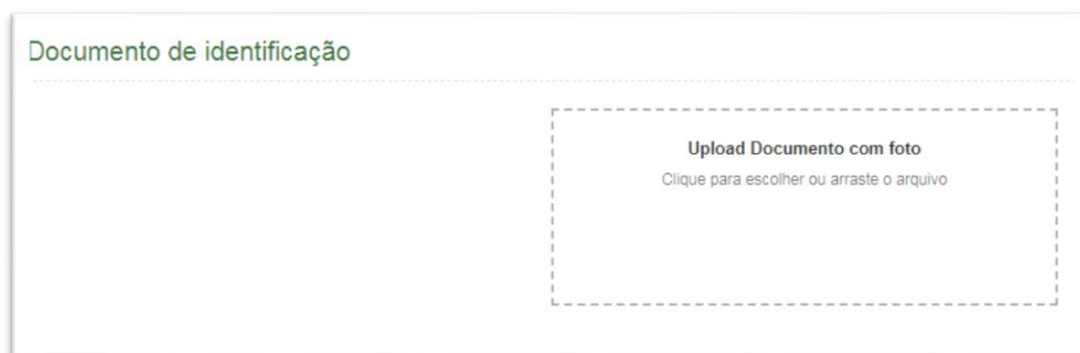 Documento de identificação
Upload Documento com foto
Clique para escolher ou arraste o arquivo